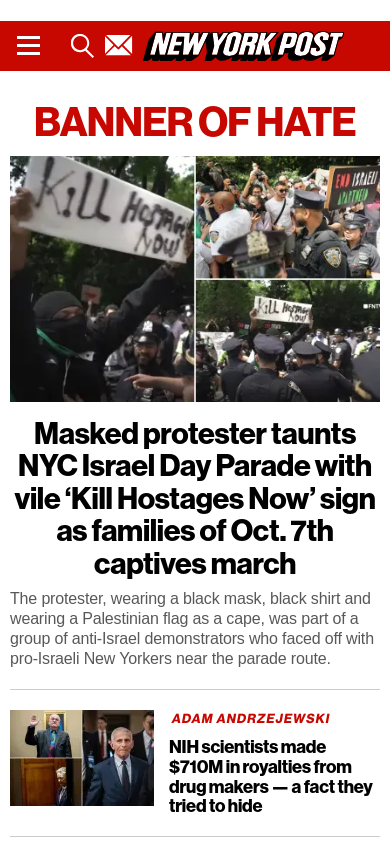 NEW YORK POST
BANNER OF HATE
KILL HOSTAGES
NOW!
END ISRAELI
APARTHEID
KILL HOSTAGES
NOW!
FNTV
Masked protester taunts
NYC Israel Day Parade with
vile ‘Kill Hostages Now’ sign
as families of Oct. 7th
captives march
The protester, wearing a black mask, black shirt and
wearing a Palestinian flag as a cape, was part of a
group of anti-Israel demonstrators who faced off with
pro-Israeli New Yorkers near the parade route.
ADAM ANDRZEJEWSKI
NIH scientists made
$710M in royalties from
drug makers — a fact they
tried to hide